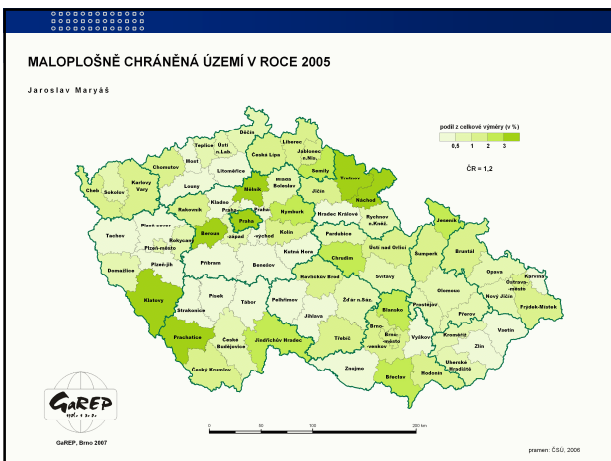 MALOPLOŠNĚ CHRÁNĚNÁ ÚZEMÍ V ROCE 2005
Jaroslav Maryáš
podíl z celkové výměry (v %)
0,5 1 2 3
ČR = 1,2
Děčín
Liberec
Teplice
Ústí
n.Lab.
Česká Lípa
Jablonec
n.Nis.
Chomutov
Most
Litoměřice
Semily
Karlovy
Vary
Cheb
Sokolov
Louny
Mělník
Boleslav
Jičín
Náchod
Kladno
Rakovník
Praha
Praha
Praha
Nymburk
Hradec Králové
Rychnov
n.Kněž.
Jeseník
Tachov
Rokycany
Beroun
-západ
-východ
Kolín
Pardubice
Plzeň-město
Kutná Hora
Ústí nad Orlicí
Šumperk
Bruntál
Domažlice
Plzeň-jih
Příbram
Benešov
Chrudim
Opava
Karviná
Ostrava-
město
Havlíčkův Brod
Svitavy
Klatovy
Písek
Tábor
Pelhřimov
Žďár n.Sáz.
Olomouc
Nový Jičín
Frýdek-Místek
Strakonice
Jihlava
Blansko
Prostějov
Přerov
Prachatice
České
Budějovice
Jindřichův Hradec
Třebíč
Brno-
Brno-
-město
-venkov
Vyškov
Kroměříž
Vsetín
Zlín
Český Krumlov
Znojmo
Břeclav
Hodonín
Uherské
Hradiště
GaREP
GaREP, Brno 2007
0 50 100 200 km
pramen: ČSÚ, 2006